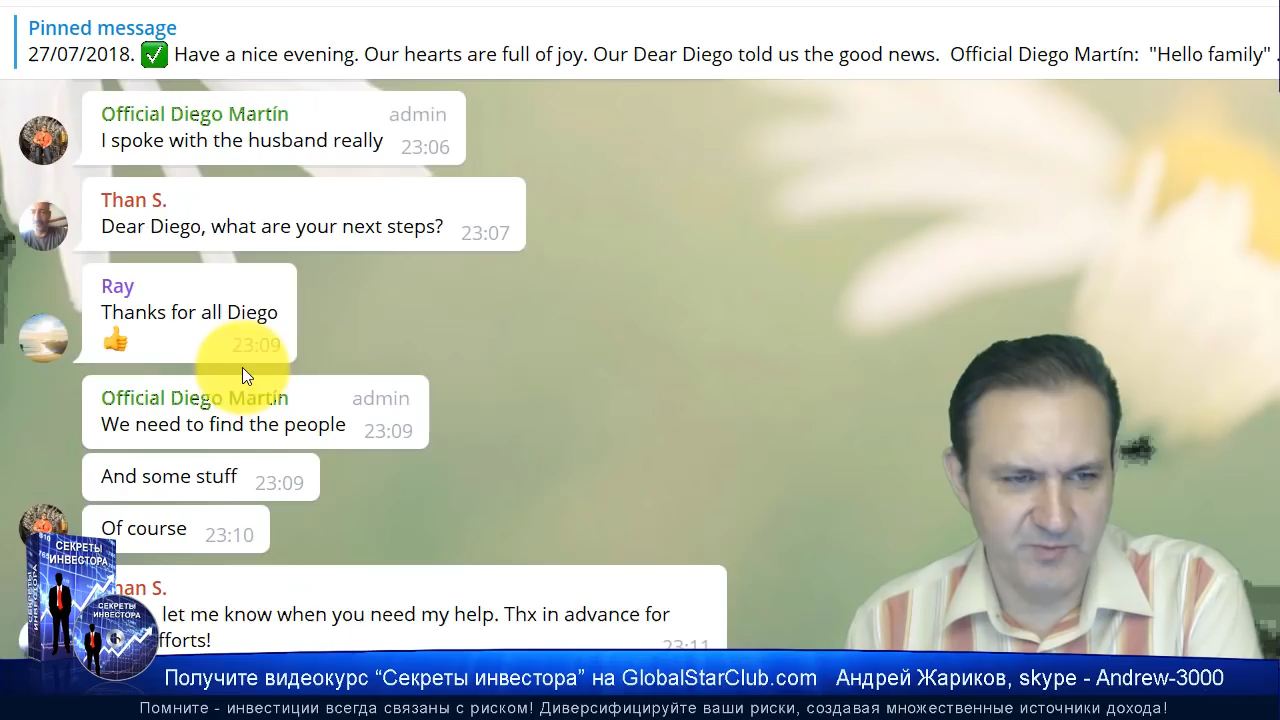 Pinned message
27/07/2018. ✅ Have a nice evening. Our hearts are full of joy. Our Dear Diego told us the good news. Official Diego Martín: "Hello family"
Official Diego Martín admin
I spoke with the husband really 23:06
Than S.
Dear Diego, what are your next steps? 23:07
Ray
Thanks for all Diego
👍 23:09
Official Diego Martín admin
We need to find the people 23:09
And some stuff 23:09
Of course 23:10
S.
let me know when you need my help. Thx in advance for
23:11
СЕКРЕТЫ
ИНВЕСТОРА
СЕКРЕТЫ ИНВЕСТОРА
СЕКРЕТЫ
ИНВЕСТОРА
Получите видеокурс “Секреты инвестора” на GlobalStarClub.com Андрей Жариков, skype - Andrew-3000
Помните - инвестиции всегда связаны с риском! Диверсифицируйте ваши риски, создавая множественные источники дохода!